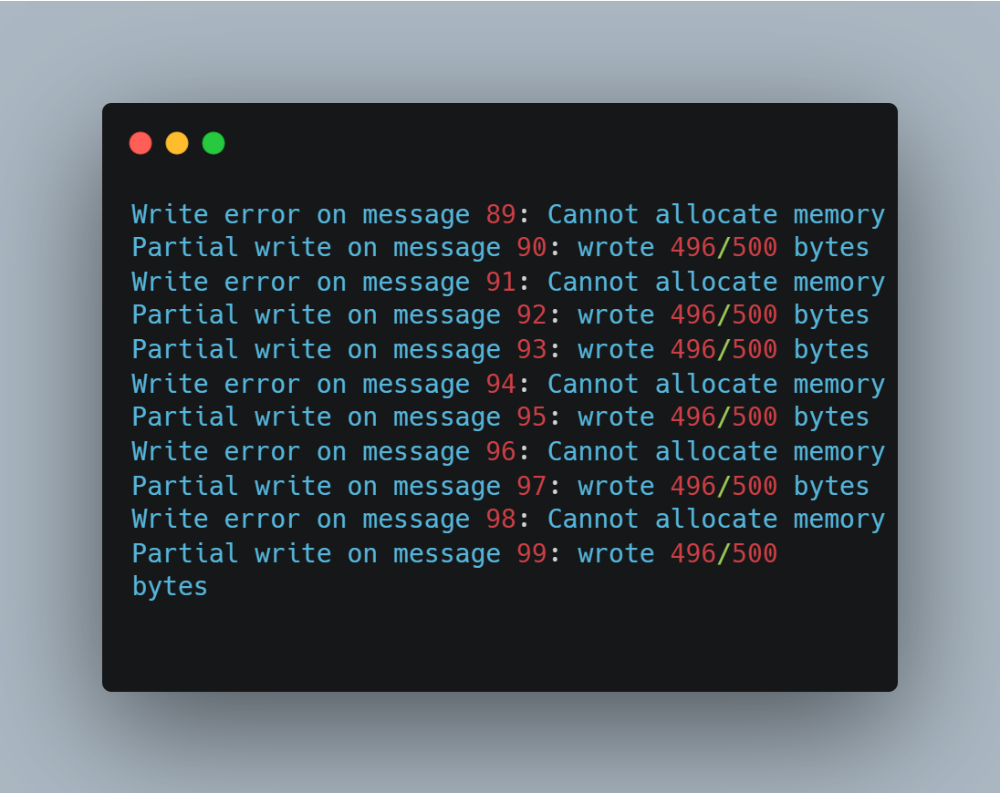 Write error on message 89: Cannot allocate memory
Partial write on message 90: wrote 496/500 bytes
Write error on message 91: Cannot allocate memory
Partial write on message 92: wrote 496/500 bytes
Partial write on message 93: wrote 496/500 bytes
Write error on message 94: Cannot allocate memory
Partial write on message 95: wrote 496/500 bytes
Write error on message 96: Cannot allocate memory
Partial write on message 97: wrote 496/500 bytes
Write error on message 98: Cannot allocate memory
Partial write on message 99: wrote 496/500
bytes